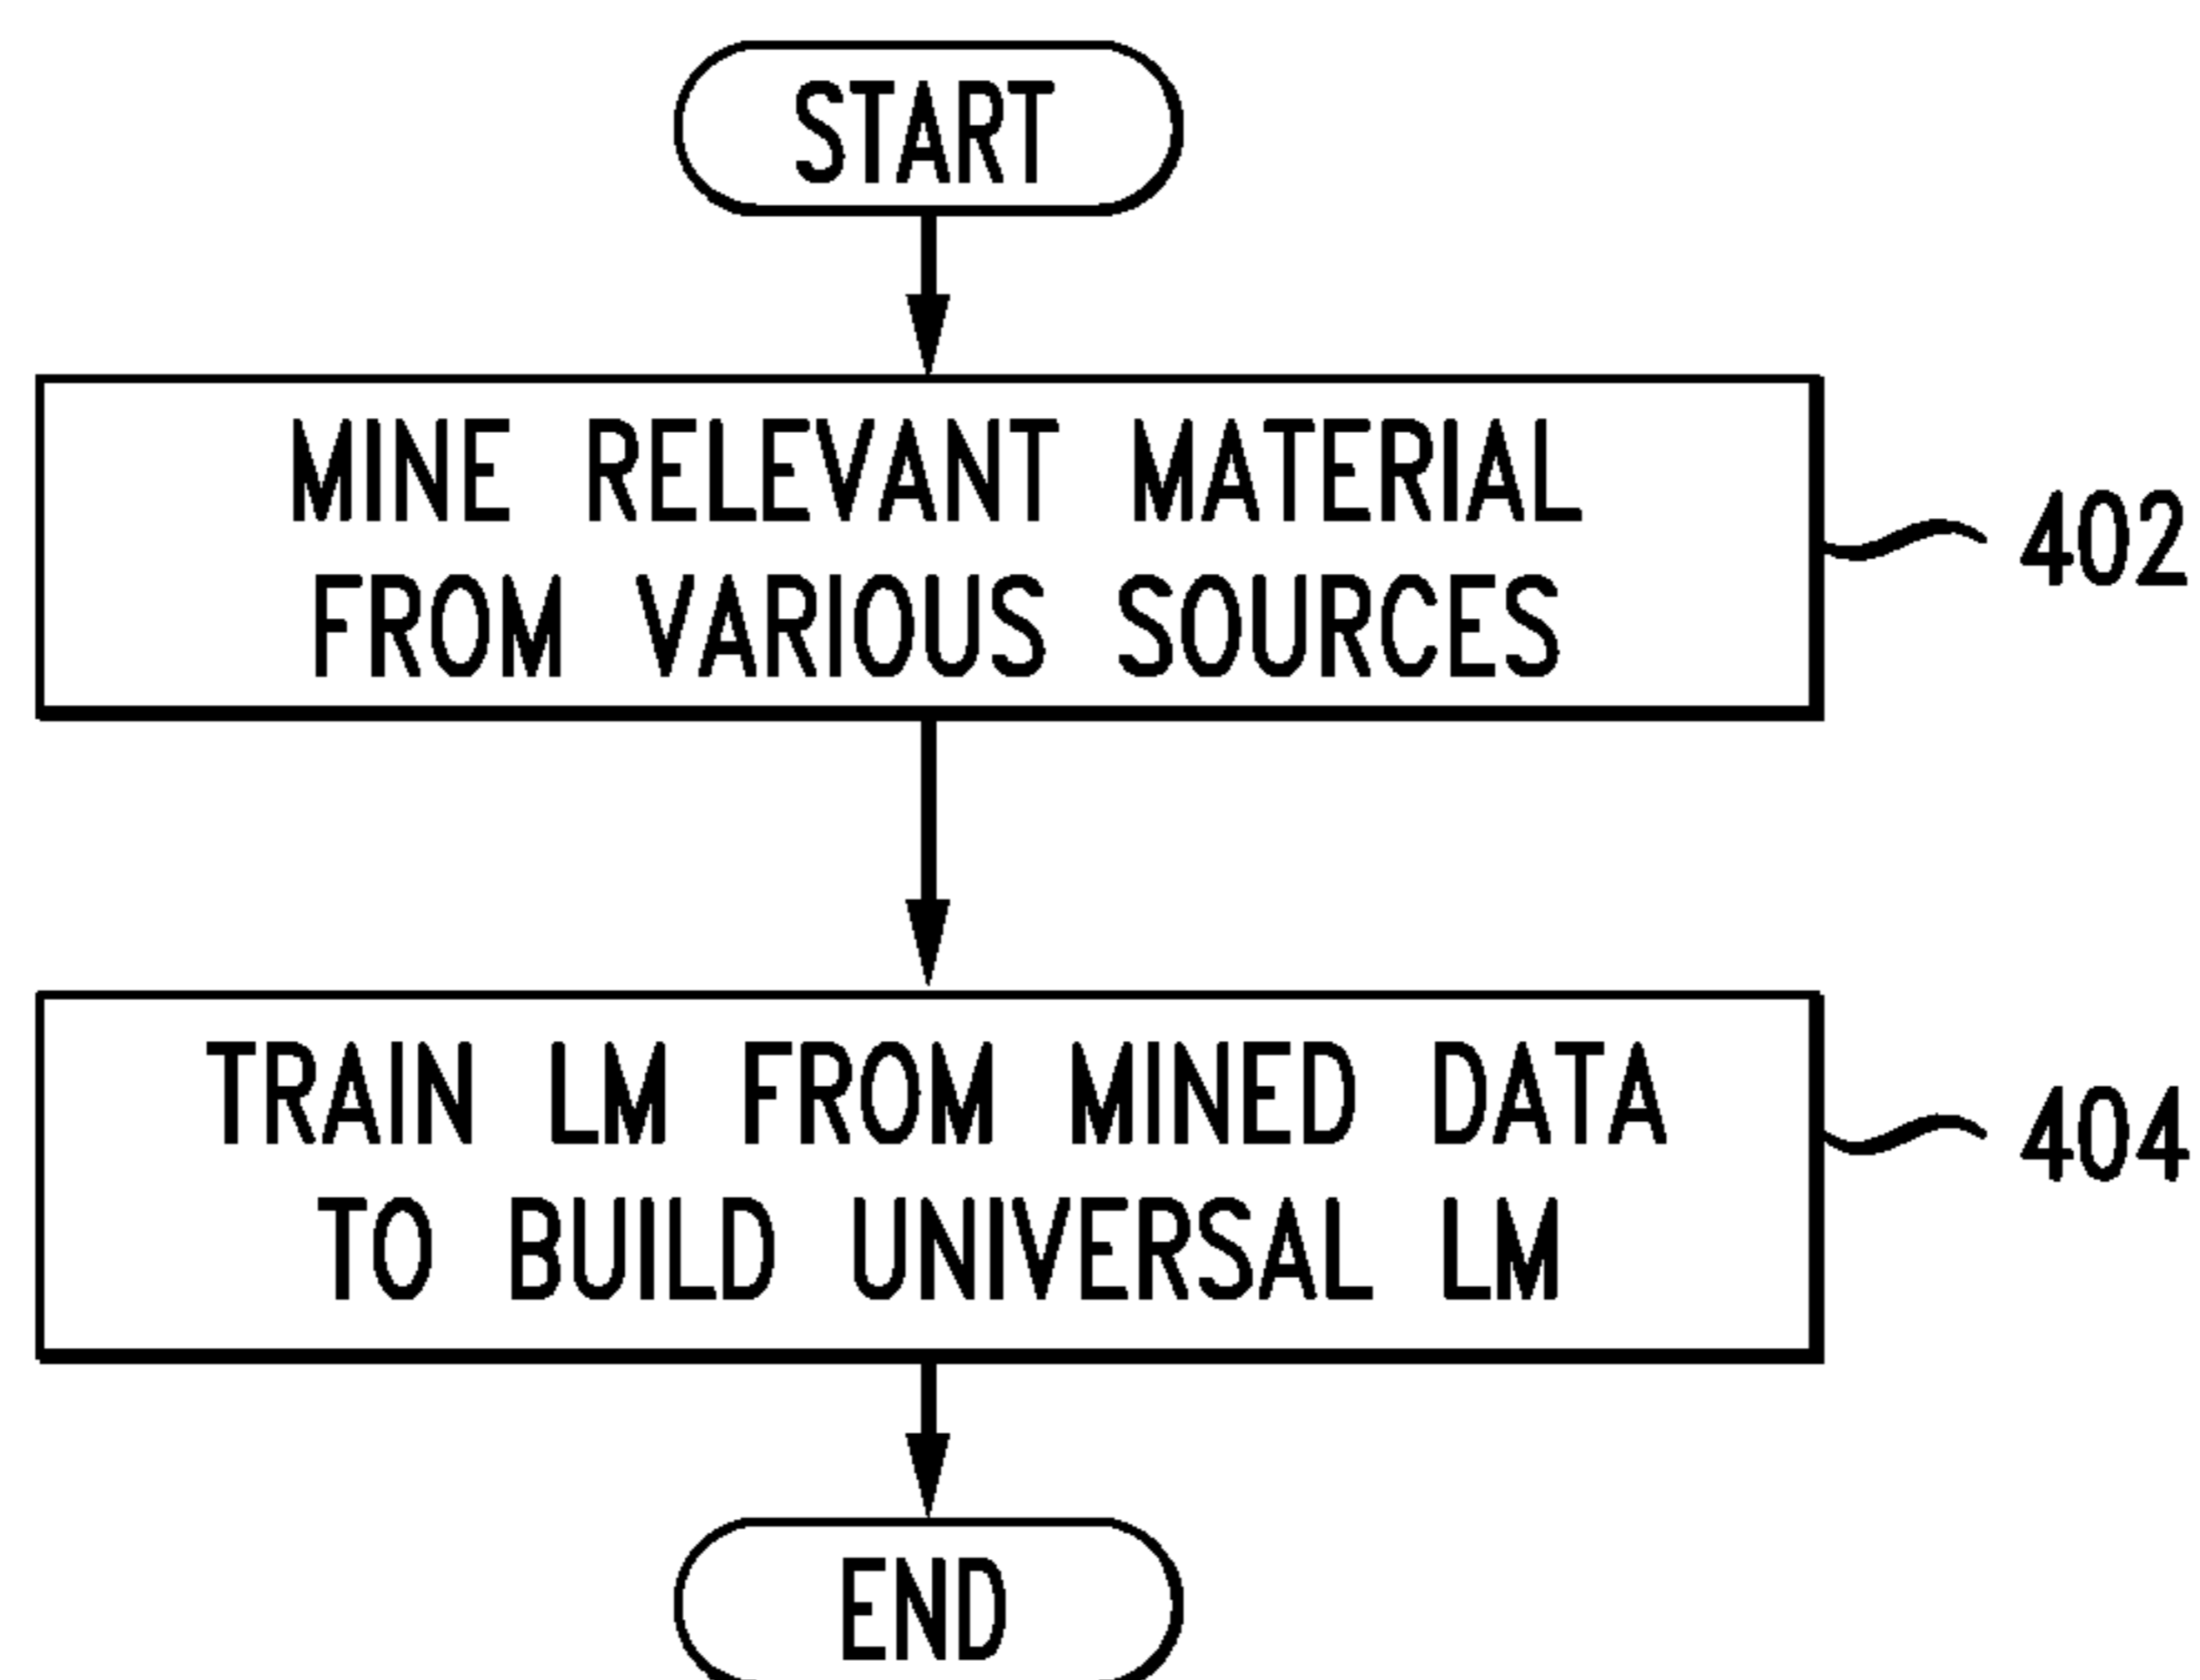 START
MINE RELEVANT MATERIAL
FROM VARIOUS SOURCES
402
TRAIN LM FROM MINED DATA
TO BUILD UNIVERSAL LM
404
END